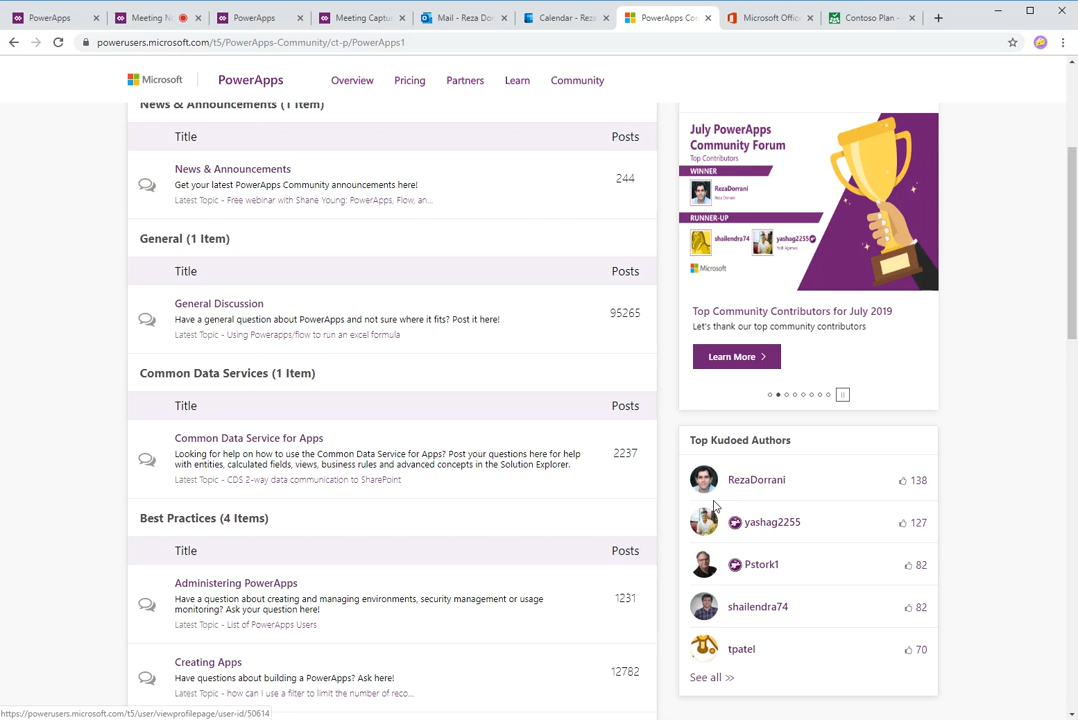 PowerApps
Meeting N
PowerApps
Meeting Captu
Mail - Reza Do
Calendar - Rez
PowerApps Co
Microsoft Offic
Contoso Plan -
powerusers.microsoft.com/t5/PowerApps-Community/ct-p/PowerApps1
Microsoft
PowerApps
Overview
Pricing
Partners
Learn
Community
News & Announcements (1 Item)
Title Posts
News & Announcements
Get your latest PowerApps Community announcements here!
244
Latest Topic - Free webinar with Shane Young: PowerApps, Flow, an...
General (1 Item)
Title Posts
General Discussion
Have a general question about PowerApps and not sure where it fits? Post it here!
95265
Latest Topic - Using Powerapps/flow to run an excel formula
Common Data Services (1 Item)
Title Posts
Common Data Service for Apps
Looking for help on how to use the Common Data Service for Apps? Post your questions here for help
with entities, calculated fields, views, business rules and advanced concepts in the Solution Explorer.
2237
Latest Topic - CDS 2-way data communication to SharePoint
Best Practices (4 Items)
Title Posts
Administering PowerApps
Have a question about creating and managing environments, security management or usage
monitoring? Ask your question here!
1231
Latest Topic - List of PowerApps Users
Creating Apps
Have questions about building a PowerApps? Ask here!
12782
Latest Topic - how can I use a filter to limit the number of reco...
July PowerApps
Community Forum
Top Contributors
WINNER
RezaDorrani
Reza Dorrani
RUNNER-UP
shailendra74
yashag2255
Microsoft
Top Community Contributors for July 2019
Let's thank our top community contributors
Learn More
Top Kudoed Authors
RezaDorrani 138
yashag2255 127
Pstork1 82
shailendra74 82
tpatel 70
See all >>
https://powerusers.microsoft.com/t5/user/viewprofilepage/user-id/50614